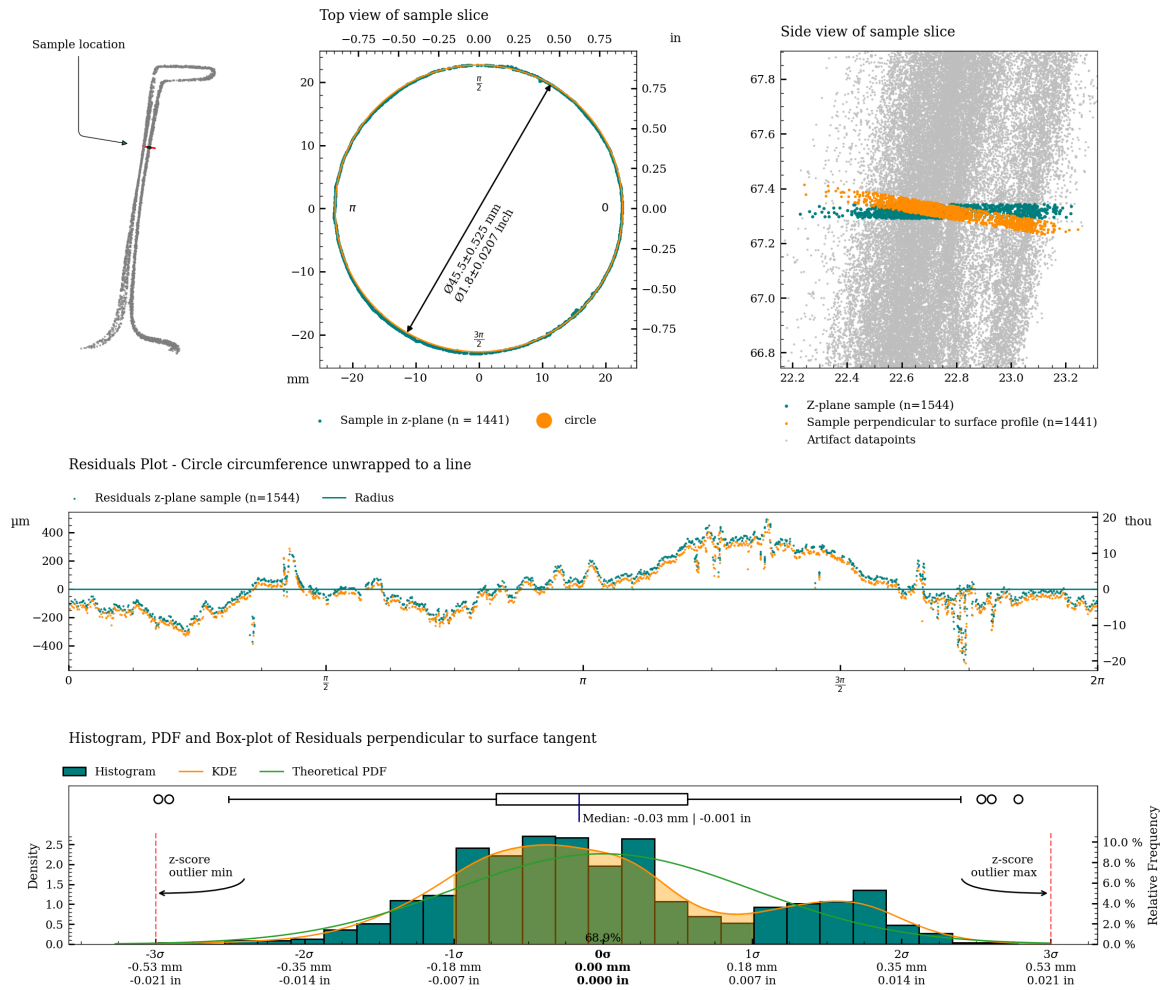 Sample location
Top view of sample slice
−0.75 −0.50 −0.25 0.00 0.25 0.50 0.75 in
20
10
0
−10
−20
mm
−20 −10 0 10 20
0.75
0.50
0.25
0.00
−0.25
−0.50
−0.75
π/2
π
0
3π/2
Ø45.5±0.525 mm
Ø1.8±0.0207 inch
Sample in z-plane (n = 1441) circle
Side view of sample slice
67.8
67.6
67.4
67.2
67.0
66.8
22.2 22.4 22.6 22.8 23.0 23.2
Z-plane sample (n=1544)
Sample perpendicular to surface profile (n=1441)
Artifact datapoints
Residuals Plot - Circle circumference unwrapped to a line
Residuals z-plane sample (n=1544) Radius
µm
400
200
0
−200
−400
thou
20
10
0
−10
−20
0 π/2 π 3π/2 2π
Histogram, PDF and Box-plot of Residuals perpendicular to surface tangent
Histogram KDE Theoretical PDF
Median: -0.03 mm | -0.001 in
Density
2.5
2.0
1.5
1.0
0.5
0.0
z-score
outlier min
z-score
outlier max
68.9%
10.0 %
8.0 %
6.0 %
4.0 %
2.0 %
0.0 %
Relative Frequency
-3σ -2σ -1σ 0σ 1σ 2σ 3σ
-0.53 mm -0.35 mm -0.18 mm 0.00 mm 0.18 mm 0.35 mm 0.53 mm
-0.021 in -0.014 in -0.007 in 0.000 in 0.007 in 0.014 in 0.021 in